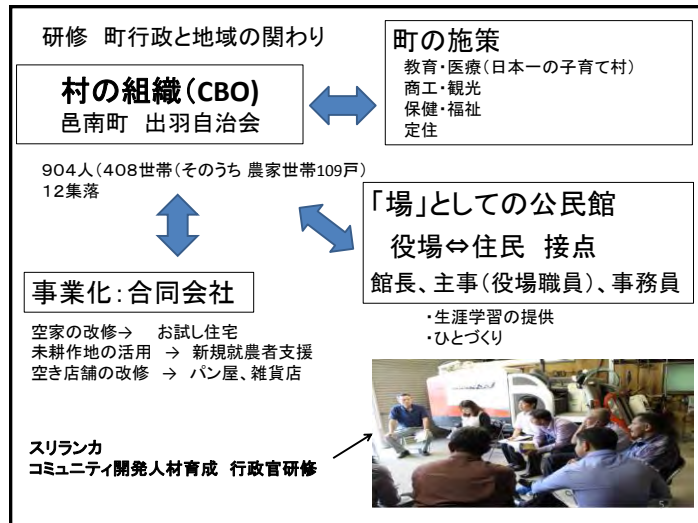 研修 町行政と地域の関わり
村の組織(CBO)
邑南町 出羽自治会
904人(408世帯(そのうち 農家世帯109戸)
12集落
町の施策
教育・医療(日本一の子育て村)
商工・観光
保健・福祉
定住
「場」としての公民館
役場⇔住民 接点
館長、主事(役場職員)、事務員
・生涯学習の提供
・ひとづくり
事業化:合同会社
空家の改修→ お試し住宅
未耕作地の活用 → 新規就農者支援
空き店舗の改修 → パン屋、雑貨店
スリランカ
コミュニティ開発人材育成 行政官研修